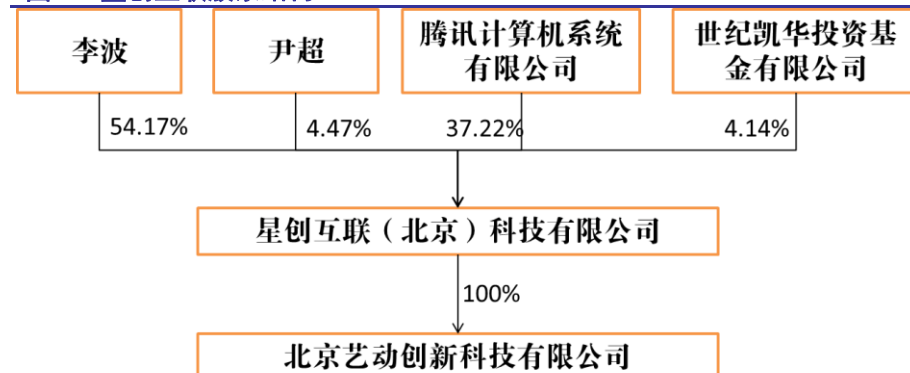 李波
尹超
腾讯计算机系统
有限公司
世纪凯华投资基
金有限公司
54.17%
4.47%
37.22%
4.14%
星创互联（北京）科技有限公司
100%
北京艺动创新科技有限公司